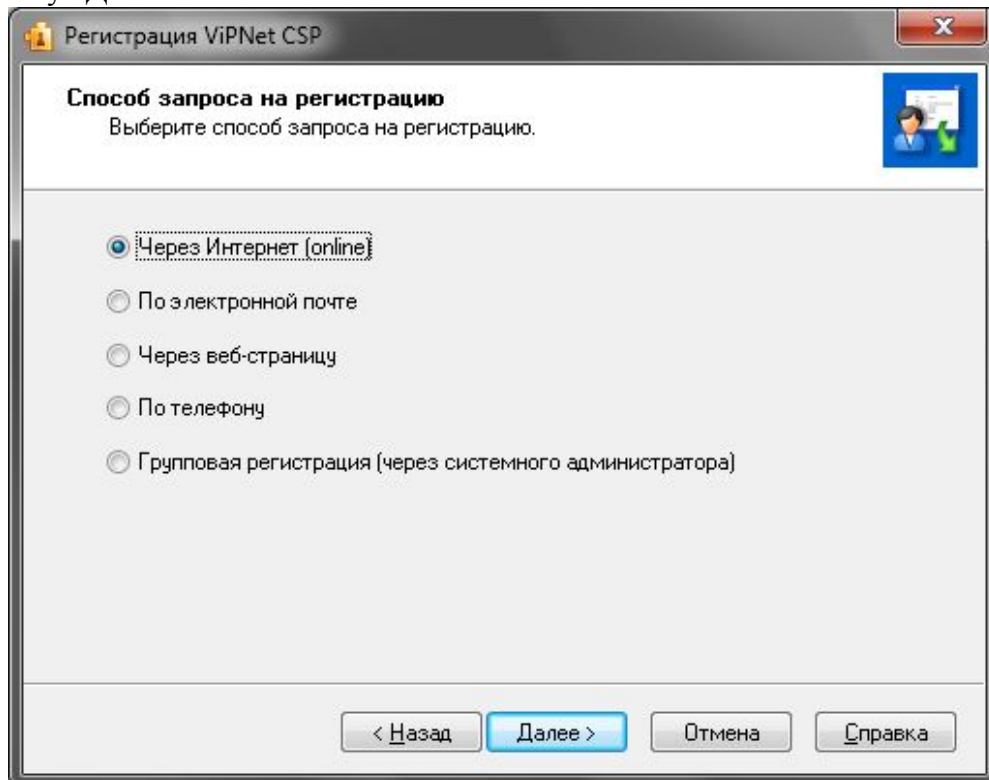 Регистрация ViPNet CSP
Способ запроса на регистрацию
Выберите способ запроса на регистрацию.
Через Интернет (online)
По электронной почте
Через веб-страницу
По телефону
Групповая регистрация (через системного администратора)
< Назад Далее > Отмена Справка